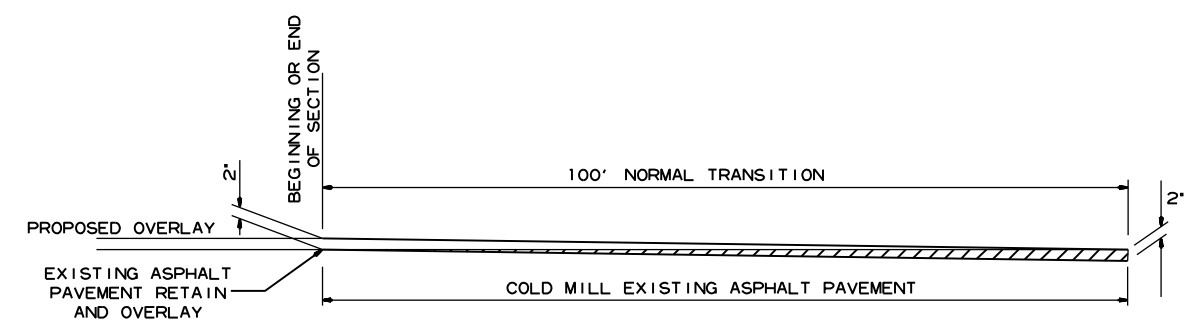 BEGINNING OR END
OF SECTION
2"
100' NORMAL TRANSITION
2"
PROPOSED OVERLAY
EXISTING ASPHALT
PAVEMENT RETAIN
AND OVERLAY
COLD MILL EXISTING ASPHALT PAVEMENT